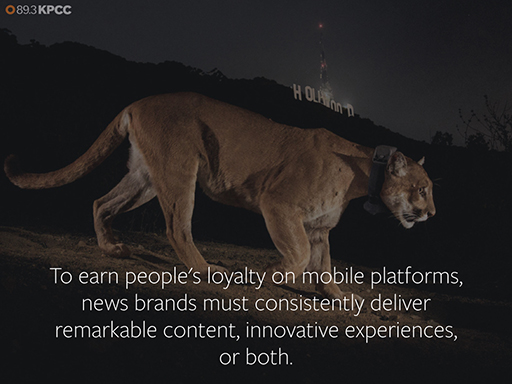 89.3 KPCC
HOLLYWOOD
To earn people's loyalty on mobile platforms,
news brands must consistently deliver
remarkable content, innovative experiences,
or both.